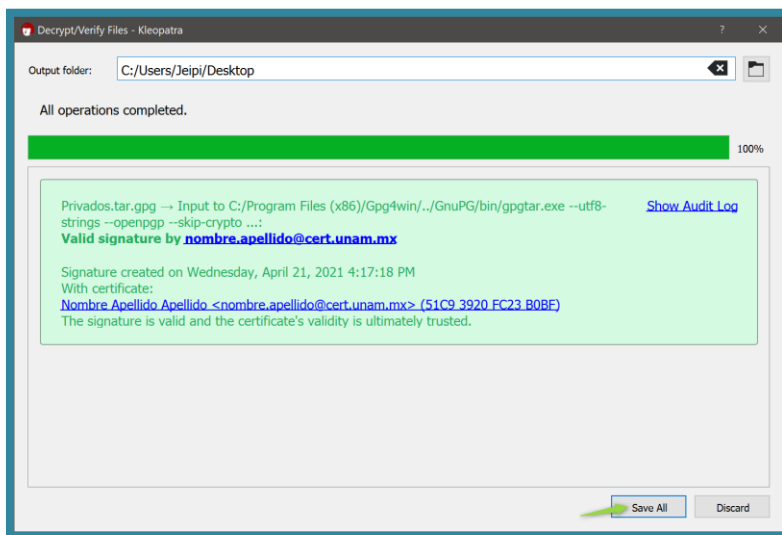 Decrypt/Verify Files - Kleopatra
Output folder:
C:/Users/Jeipi/Desktop
All operations completed.
100%
Privados.tar.gpg → Input to C:/Program Files (x86)/Gpg4win/../GnuPG/bin/gpgtar.exe --utf8-
strings --openpgp --skip-crypto ...:
Show Audit Log
Valid signature by nombre.apellido@cert.unam.mx
Signature created on Wednesday, April 21, 2021 4:17:18 PM
With certificate:
Nombre Apellido Apellido <nombre.apellido@cert.unam.mx> (51C9 3920 FC23 B0BF)
The signature is valid and the certificate's validity is ultimately trusted.
Save All
Discard